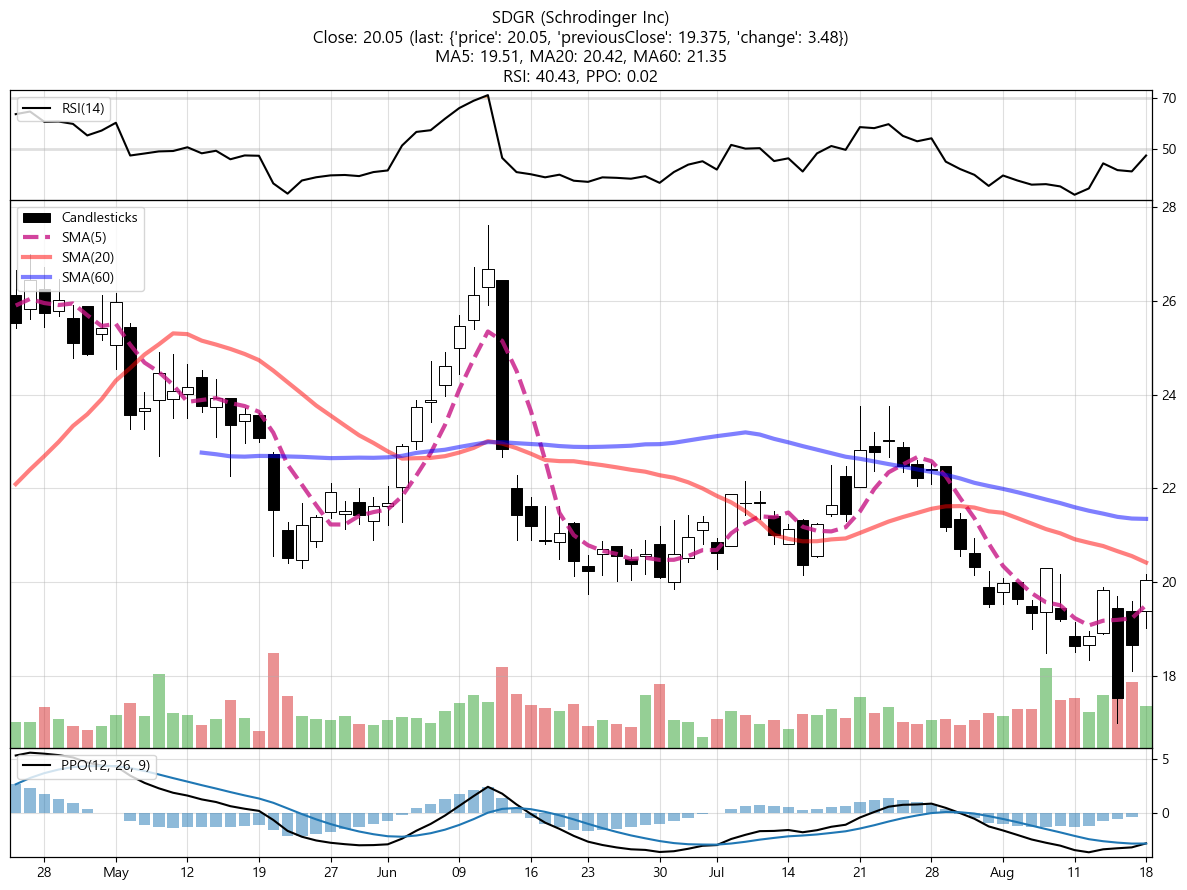 SDGR (Schrodinger Inc)
Close: 20.05 (last: {'price': 20.05, 'previousClose': 19.375, 'change': 3.48})
MA5: 19.51, MA20: 20.42, MA60: 21.35
RSI: 40.43, PPO: 0.02
RSI(14)
70
50
Candlesticks
SMA(5)
SMA(20)
SMA(60)
28
26
24
22
20
18
PPO(12, 26, 9)
5
0
28 May 12 19 27 Jun 09 16 23 30 Jul 14 21 28 Aug 11 18